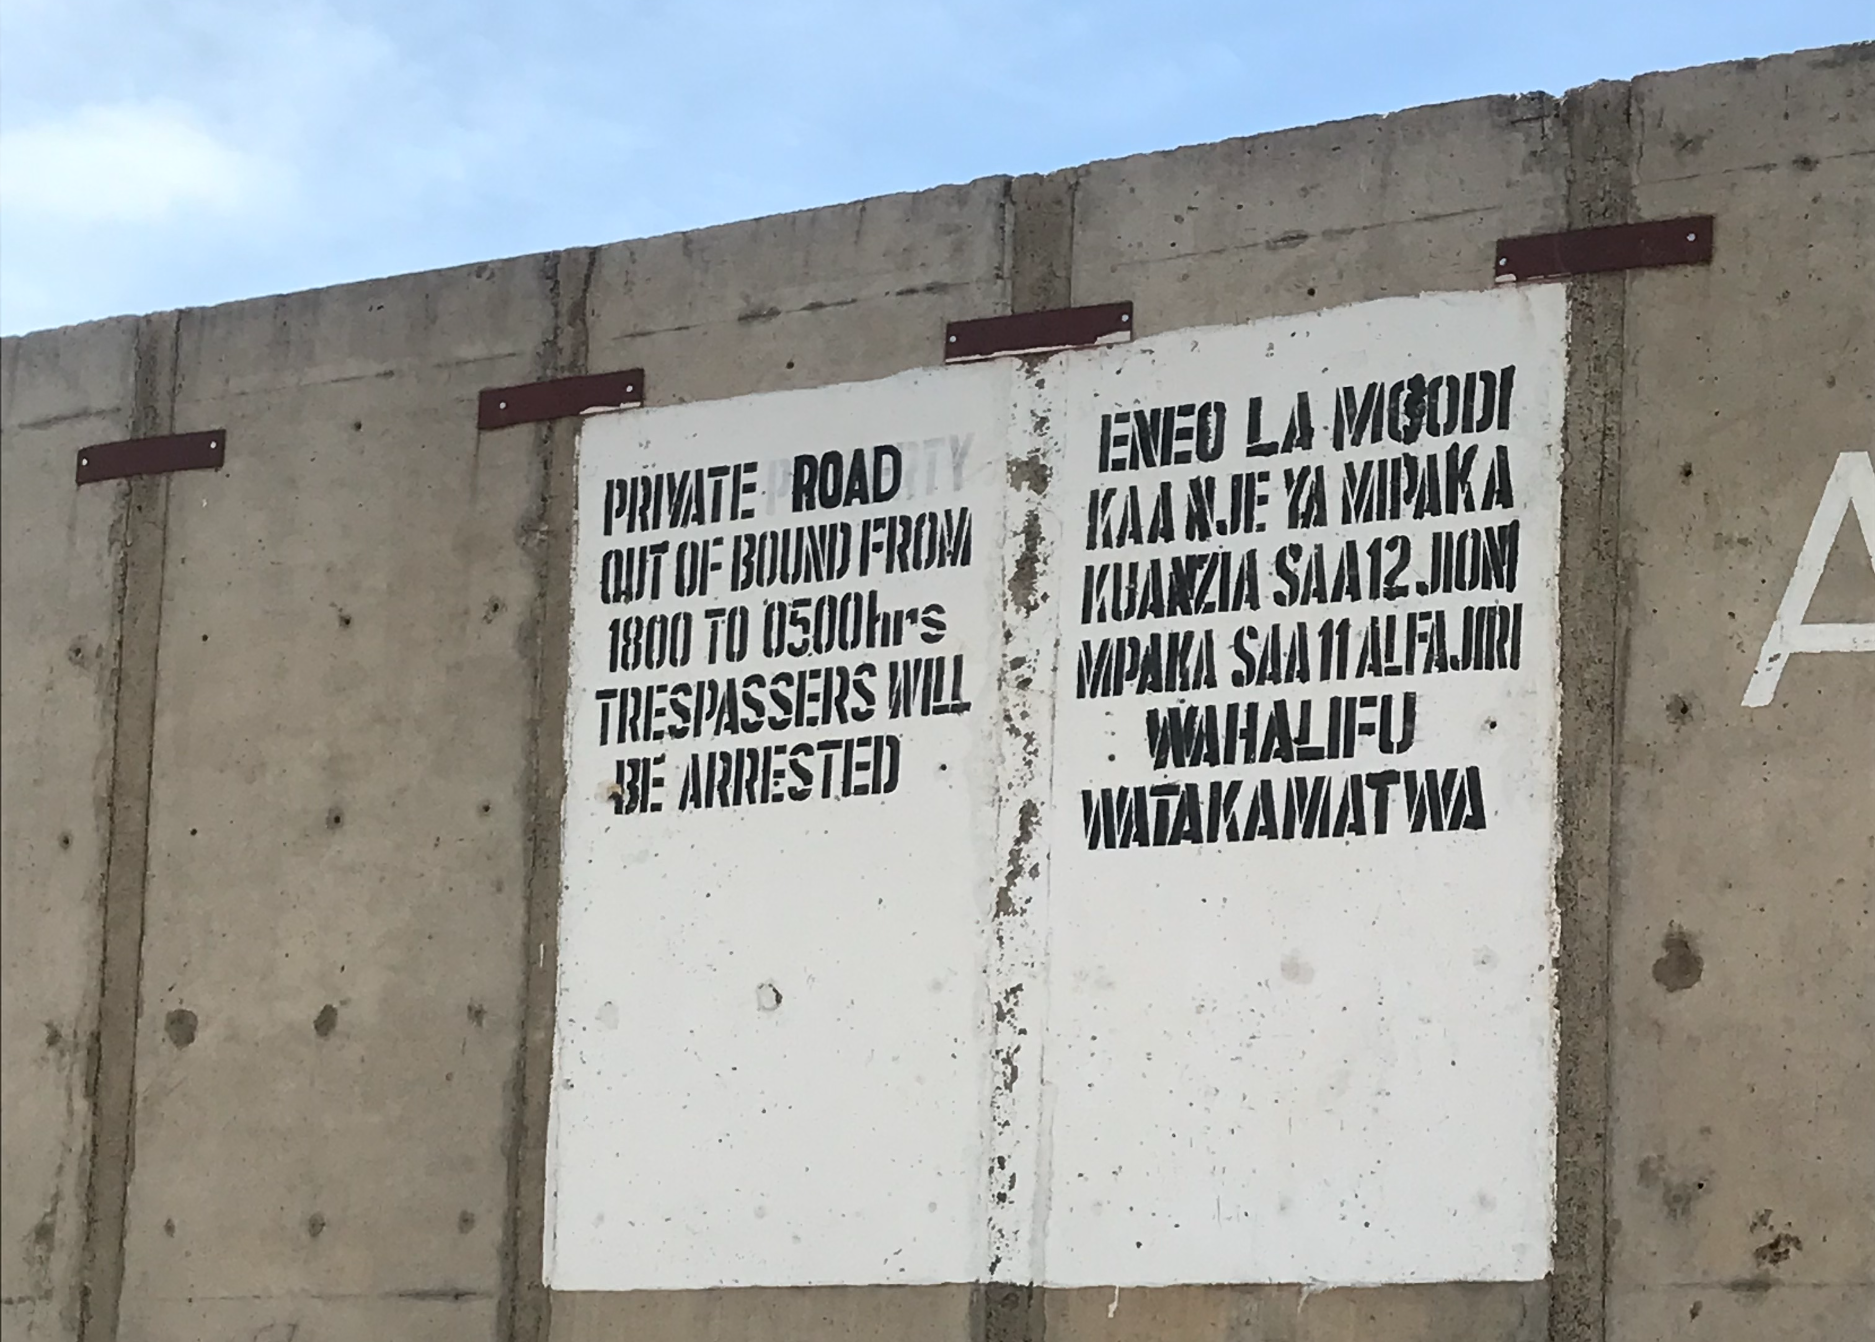 PRIVATE ROAD
OUT OF BOUND FROM
1800 TO 0500hrs
TRESPASSERS WILL
BE ARRESTED
ENEO LA MGODI
KAA NJE YA MIPAKA
KUANZIA SAA 12 JIONI
MPAKA SAA 11 ALFAJIRI
WAHALIFU
WATAKAMATWA
A